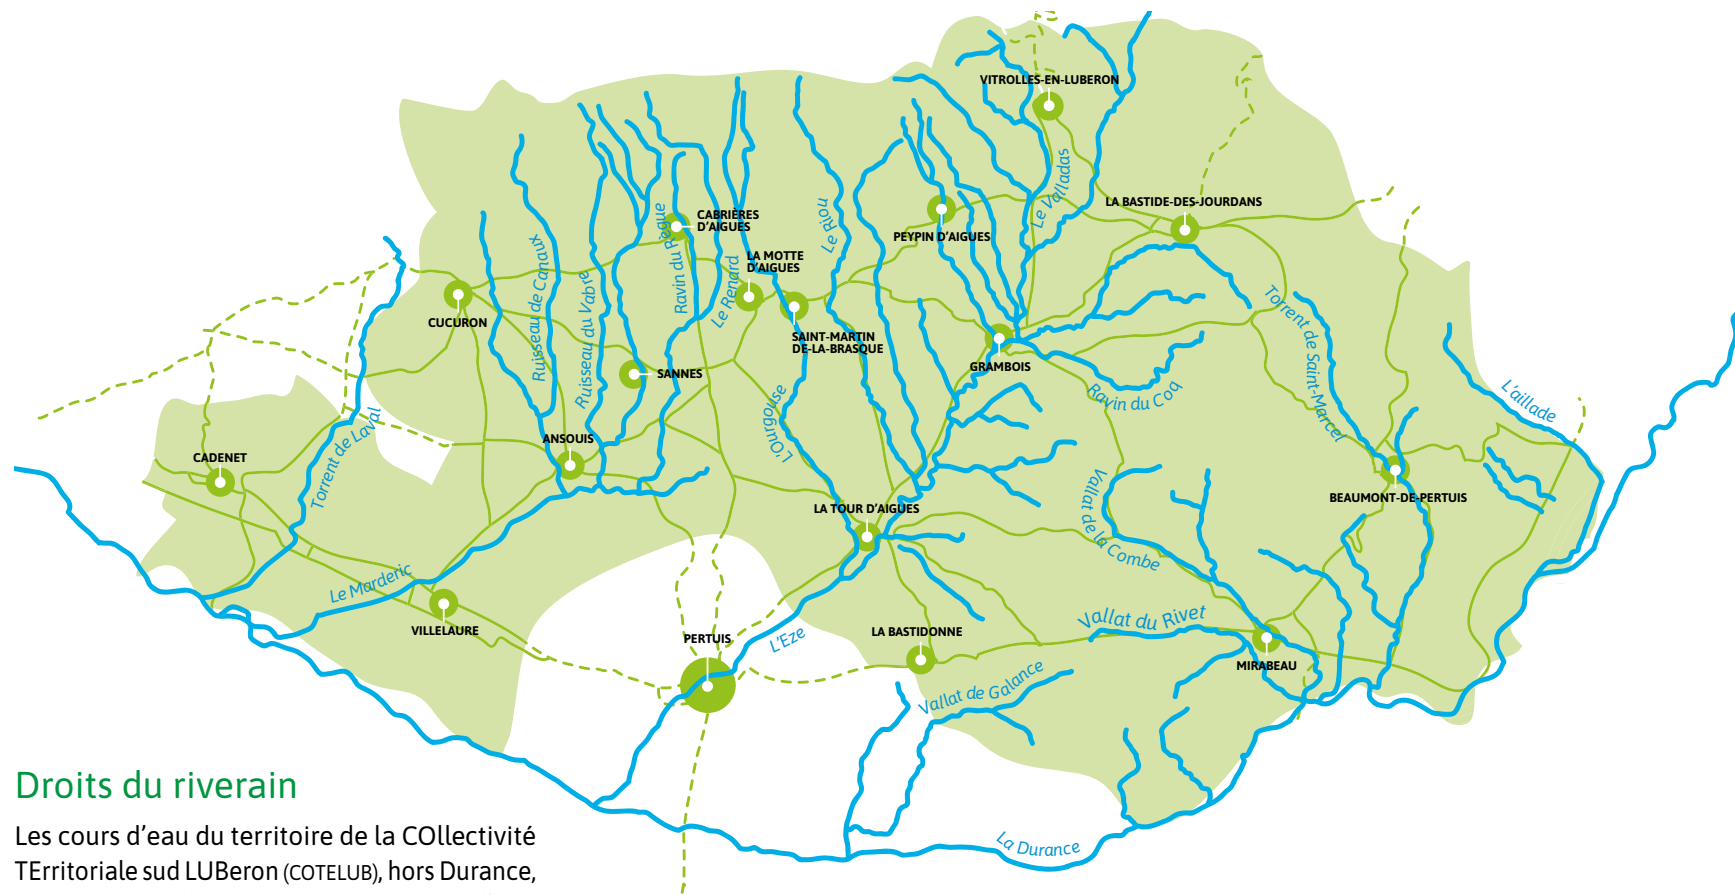 VITROLLES-EN-LUBERON
Le Valladas
LA BASTIDE-DES-JOURDANS
CABRIÈRES
D'AIGUES
Le Riou
PEYPIN D'AIGUES
Ravin du Règue
LA MOTTE
D'AIGUES
Le Renard
Ruisseau de Canaux
Ruisseau du Vabre
CUCURON
SAINT-MARTIN
DE-LA-BRASQUE
GRAMBOIS
SANNES
Torrent de Saint-Marcel
Ravin du Coq
L'aillade
L'Ourgouse
Torrent de Laval
ANSOUIS
CADENET
BEAUMONT-DE-PERTUIS
LA TOUR D'AIGUES
Vallat de la Combe
Le Marderic
VILLELAURE
PERTUIS
L'Eze
LA BASTIDONNE
Vallat du Rivet
MIRABEAU
Vallat de Galance
La Durance
Droits du riverain
Les cours d'eau du territoire de la COllectivité
TErritoriale sud LUBeron (COTELUB), hors Durance,